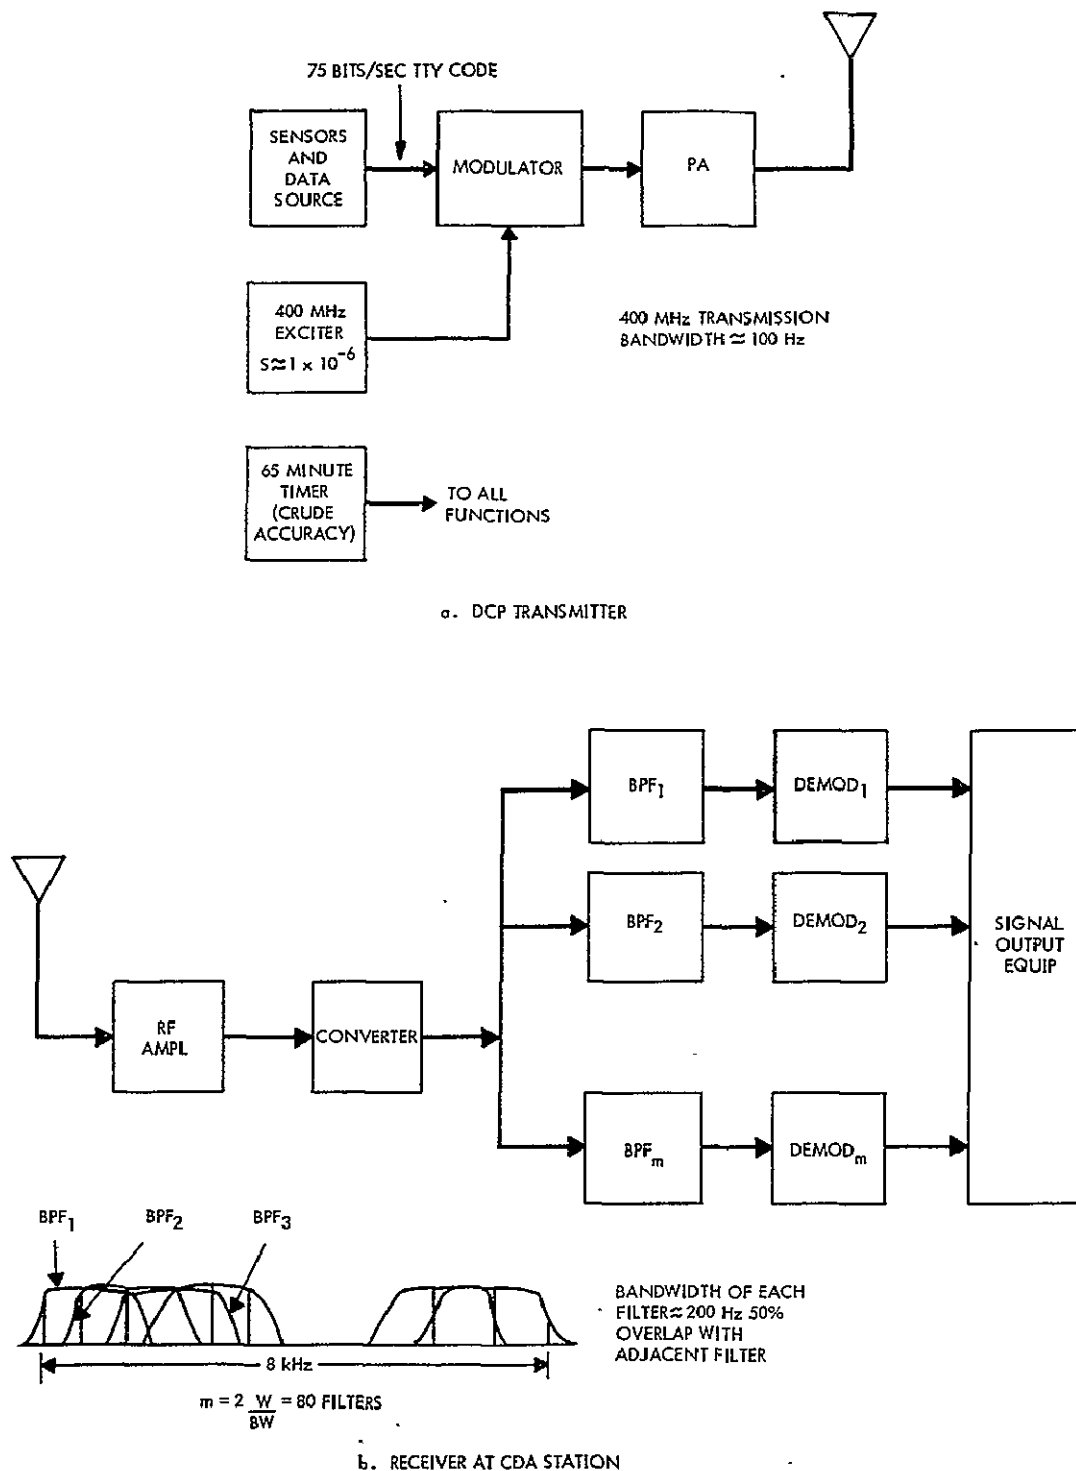 75 BITS/SEC TTY CODE
SENSORS
AND
DATA
SOURCE
MODULATOR
PA
400 MHz
EXCITER
S≈1 x 10⁻⁶
400 MHz TRANSMISSION
BANDWIDTH ≈ 100 Hz
65 MINUTE
TIMER
(CRUDE
ACCURACY)
TO ALL
FUNCTIONS
a. DCP TRANSMITTER
BPF₁
DEMOD₁
BPF₂
DEMOD₂
SIGNAL
OUTPUT
EQUIP
RF
AMPL
CONVERTER
BPFₘ
DEMODₘ
BPF₁
BPF₂
BPF₃
BANDWIDTH OF EACH
FILTER≈200 Hz 50%
OVERLAP WITH
ADJACENT FILTER
8 kHz
m = 2 W/BW = 80 FILTERS
b. RECEIVER AT CDA STATION